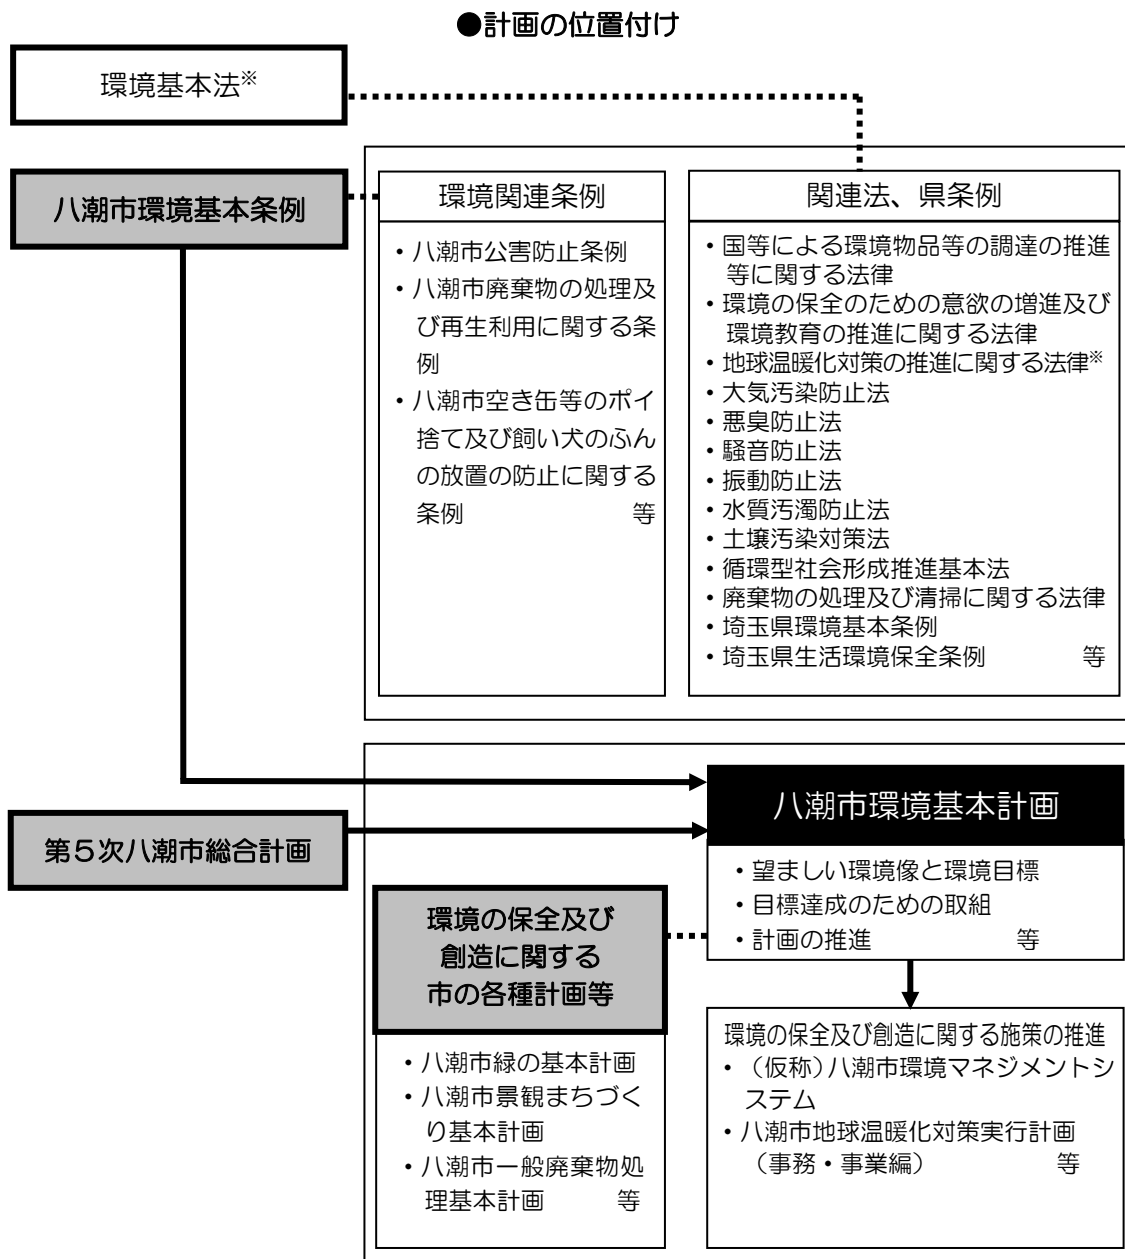 ●計画の位置付け
環境基本法※
八潮市環境基本条例
環境関連条例
・八潮市公害防止条例
・八潮市廃棄物の処理及
び再生利用に関する条
例
・八潮市空き缶等のポイ
捨て及び飼い犬のふん
の放置の防止に関する
条例 等
関連法、県条例
・国等による環境物品等の調達の推進
等に関する法律
・環境の保全のための意欲の増進及び
環境教育の推進に関する法律
・地球温暖化対策の推進に関する法律※
・大気汚染防止法
・悪臭防止法
・騒音防止法
・振動防止法
・水質汚濁防止法
・土壌汚染対策法
・循環型社会形成推進基本法
・廃棄物の処理及び清掃に関する法律
・埼玉県環境基本条例
・埼玉県生活環境保全条例 等
八潮市環境基本計画
・望ましい環境像と環境目標
・目標達成のための取組
・計画の推進 等
第5次八潮市総合計画
環境の保全及び
創造に関する
市の各種計画等
・八潮市緑の基本計画
・八潮市景観まちづく
り基本計画
・八潮市一般廃棄物処
理基本計画 等
環境の保全及び創造に関する施策の推進
・（仮称）八潮市環境マネジメントシ
ステム
・八潮市地球温暖化対策実行計画
（事務・事業編） 等